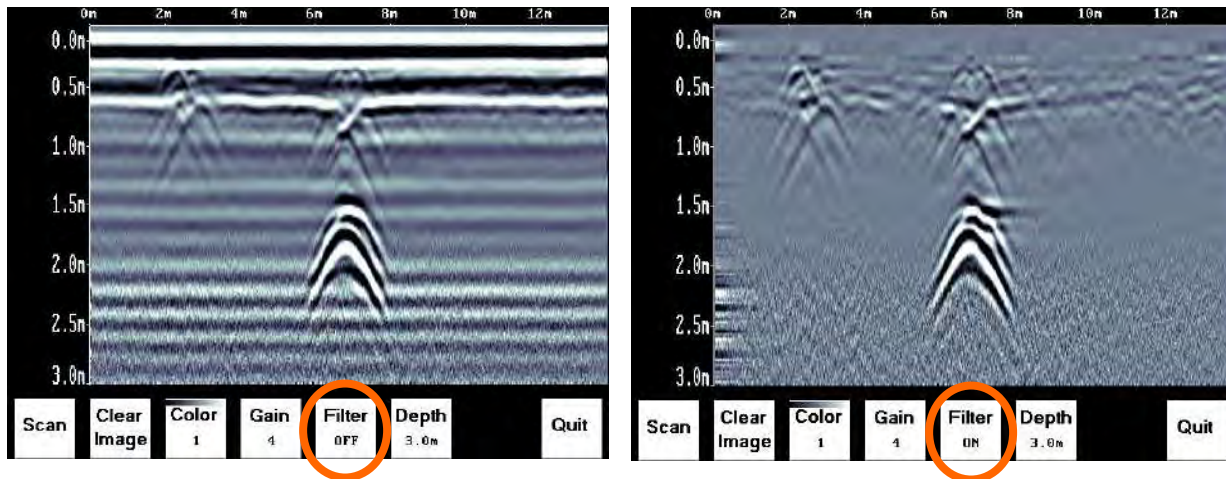 0m 2m 4m 6m 8m 10m 12m
0.0m
0.5m
1.0m
1.5m
2.0m
2.5m
3.0m
Scan
Clear
Image
Color
1
Gain
4
Filter
OFF
Depth
3.0m
Quit
0m 2m 4m 6m 8m 10m 12m
0.0m
0.5m
1.0m
1.5m
2.0m
2.5m
3.0m
Scan
Clear
Image
Color
1
Gain
4
Filter
ON
Depth
3.0m
Quit